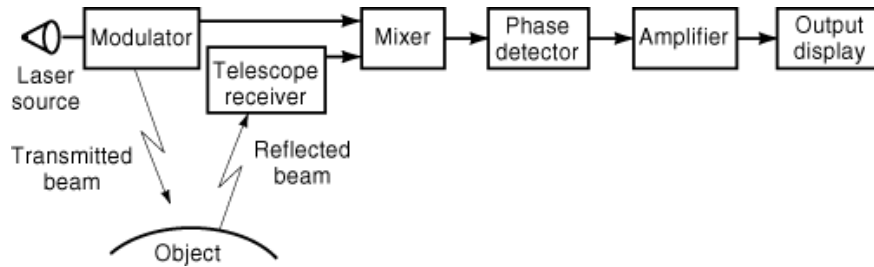 Laser
source
Modulator
Telescope
receiver
Mixer
Phase
detector
Amplifier
Output
display
Transmitted
beam
Reflected
beam
Object